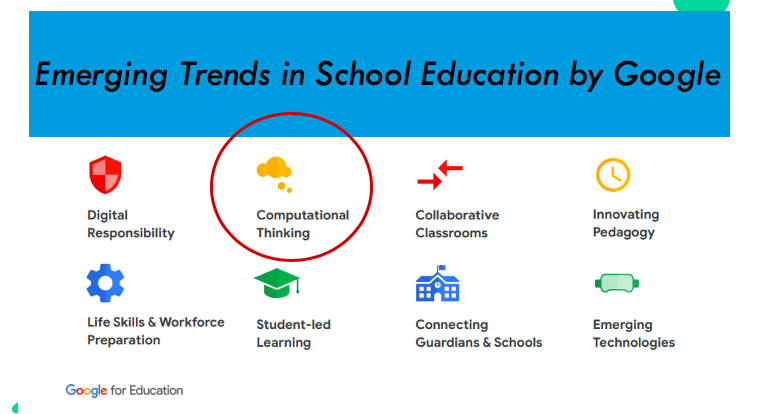 Emerging Trends in School Education by Google
Digital
Responsibility
Computational
Thinking
Collaborative
Classrooms
Innovating
Pedagogy
Life Skills & Workforce
Preparation
Student-led
Learning
Connecting
Guardians & Schools
Emerging
Technologies
Google for Education